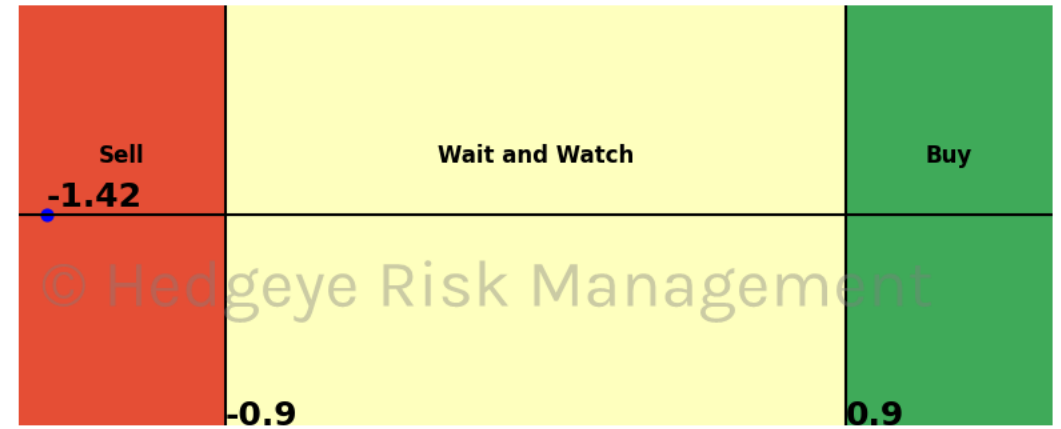 Sell
Wait and Watch
Buy
-1.42
© Hedgeye Risk Management
-0.9
0.9